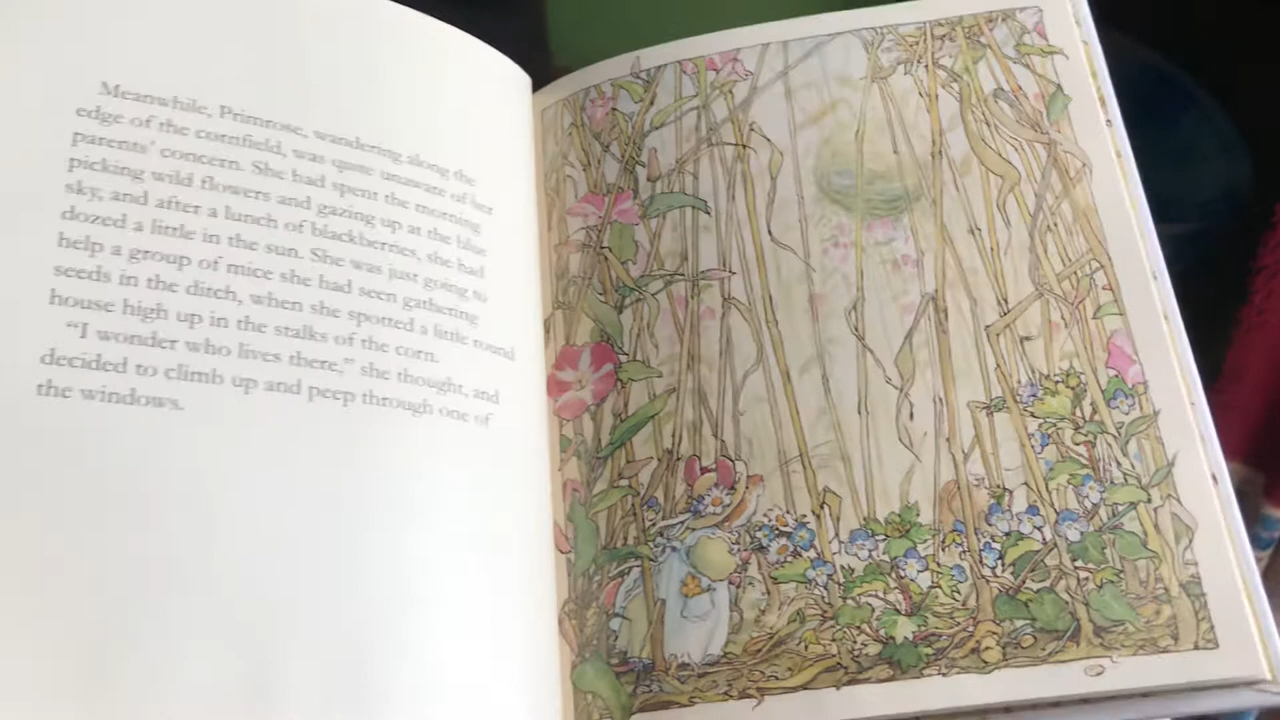 Meanwhile, Primrose, wandering along the
edge of the cornfield, was quite unaware of her
parents' concern. She had spent the morning
picking wild flowers and gazing up at the blue
sky, and after a lunch of blackberries, she had
dozed a little in the sun. She was just going to
help a group of mice she had seen gathering
seeds in the ditch, when she spotted a little round
house high up in the stalks of the corn.
"I wonder who lives there," she thought, and
decided to climb up and peep through one of
the windows.